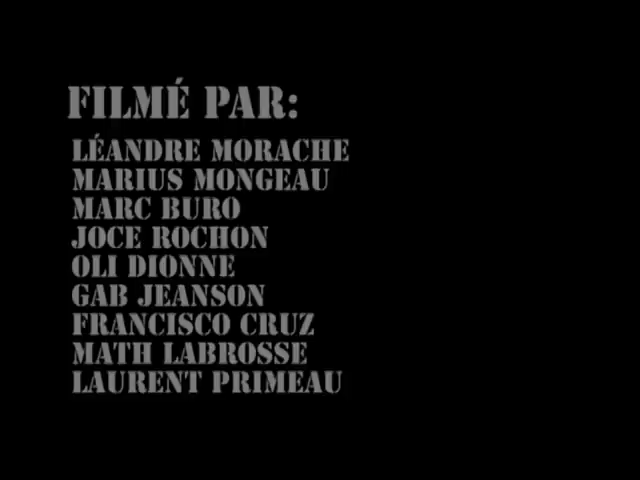 FILMÉ PAR:
LÉANDRE MORACHE
MARIUS MONGEAU
MARC BURO
JOCE ROCHON
OLI DIONNE
GAB JEANSON
FRANCISCO CRUZ
MATH LABROSSE
LAURENT PRIMEAU